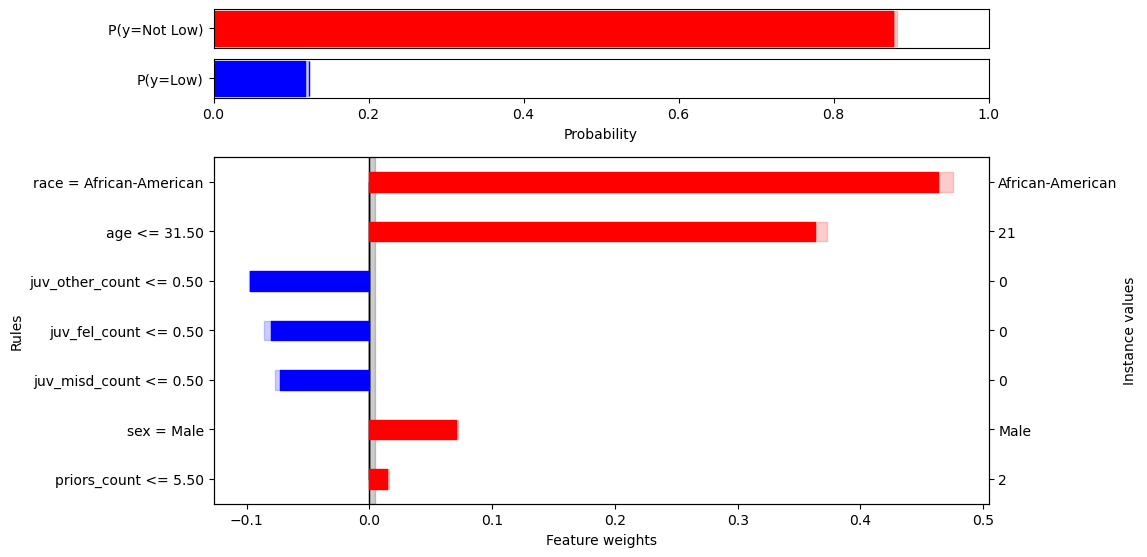 P(y=Not Low)
P(y=Low)
0.0 0.2 0.4 0.6 0.8 1.0
Probability
Rules
race = African-American African-American
age <= 31.50 21
juv_other_count <= 0.50 0
juv_fel_count <= 0.50 0
juv_misd_count <= 0.50 0
sex = Male Male
priors_count <= 5.50 2
Instance values
−0.1 0.0 0.1 0.2 0.3 0.4 0.5
Feature weights